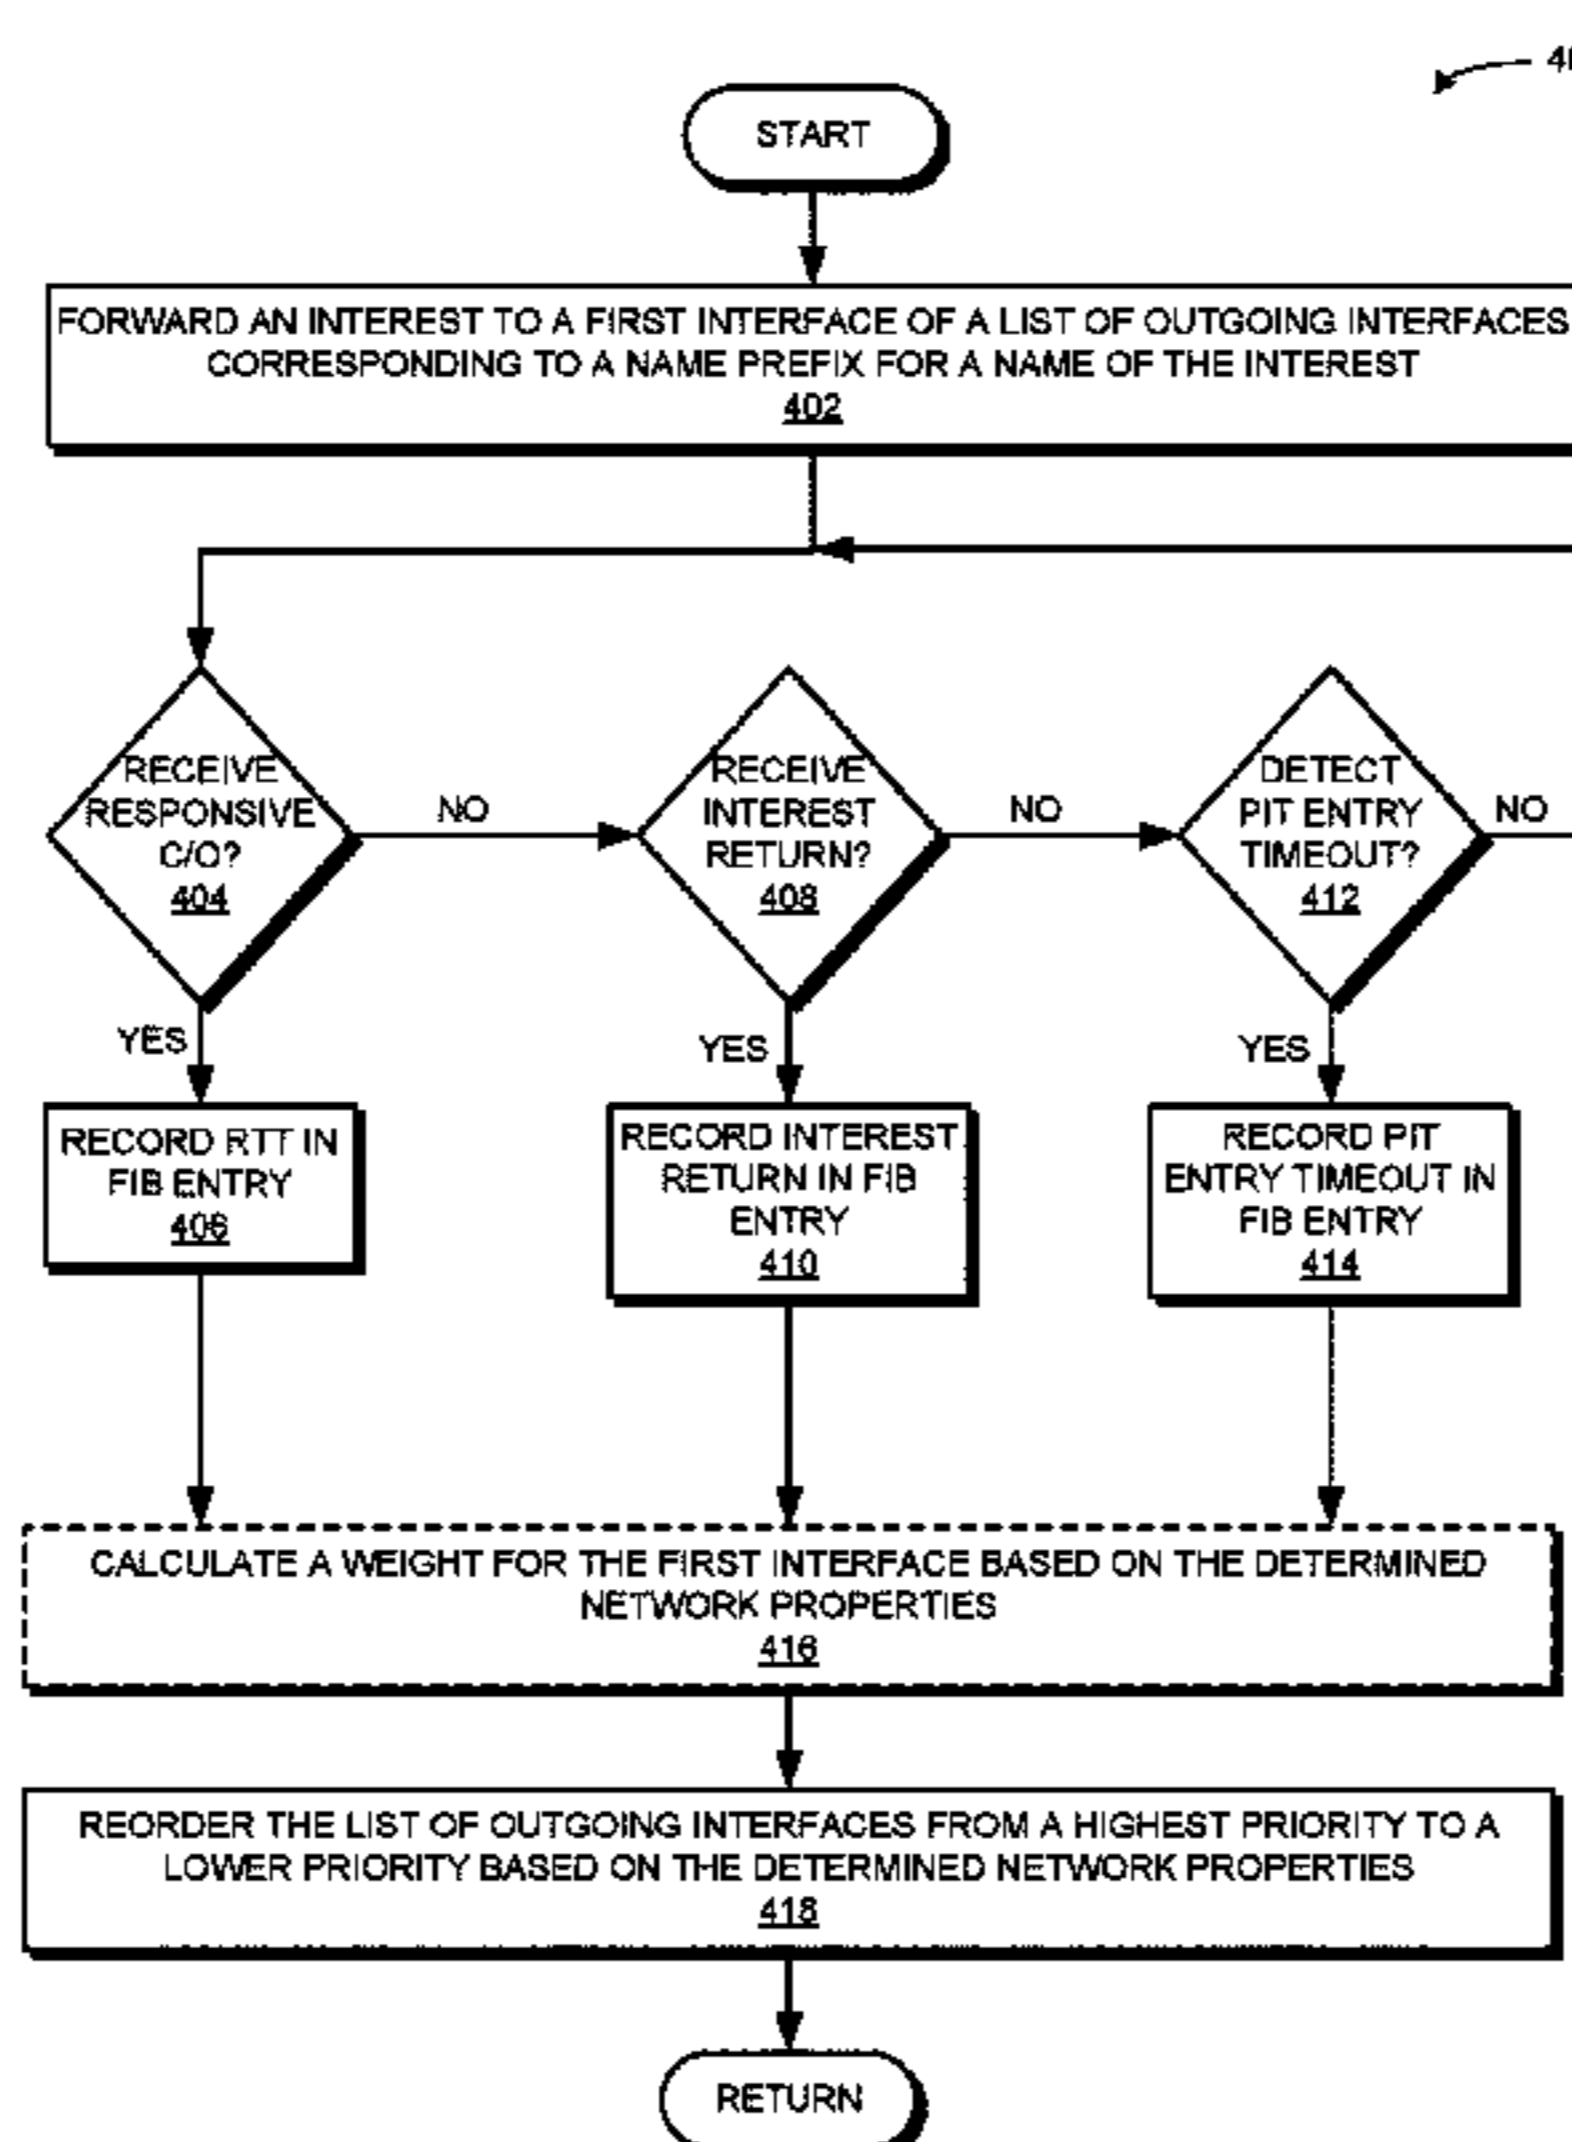 START
FORWARD AN INTEREST TO A FIRST INTERFACE OF A LIST OF OUTGOING INTERFACES
CORRESPONDING TO A NAME PREFIX FOR A NAME OF THE INTEREST
402
RECEIVE
RESPONSIVE
C/O?
404
NO
RECEIVE
INTEREST
RETURN?
408
NO
DETECT
PIT ENTRY
TIMEOUT?
412
NO
YES
YES
YES
RECORD RTT IN
FIB ENTRY
406
RECORD INTEREST
RETURN IN FIB
ENTRY
410
RECORD PIT
ENTRY TIMEOUT IN
FIB ENTRY
414
CALCULATE A WEIGHT FOR THE FIRST INTERFACE BASED ON THE DETERMINED
NETWORK PROPERTIES
416
REORDER THE LIST OF OUTGOING INTERFACES FROM A HIGHEST PRIORITY TO A
LOWER PRIORITY BASED ON THE DETERMINED NETWORK PROPERTIES
418
RETURN